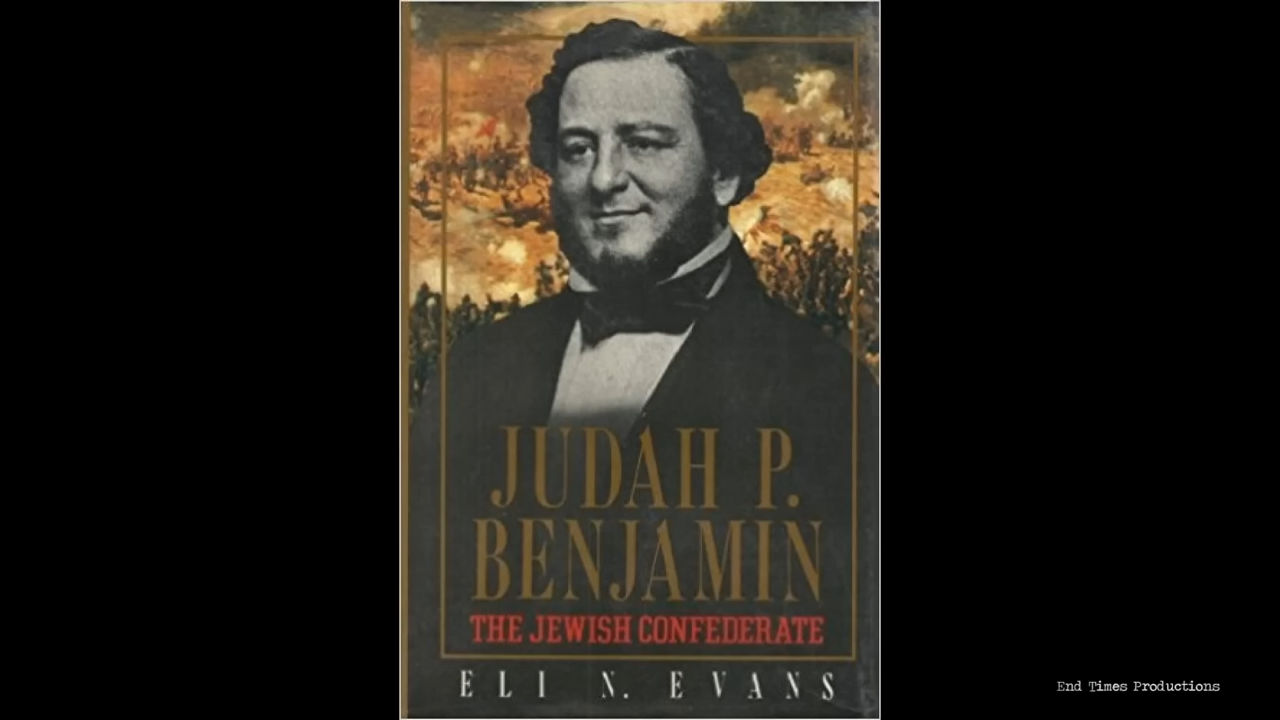 JUDAH P.
BENJAMIN
THE JEWISH CONFEDERATE
ELI N. EVANS
End Times Productions